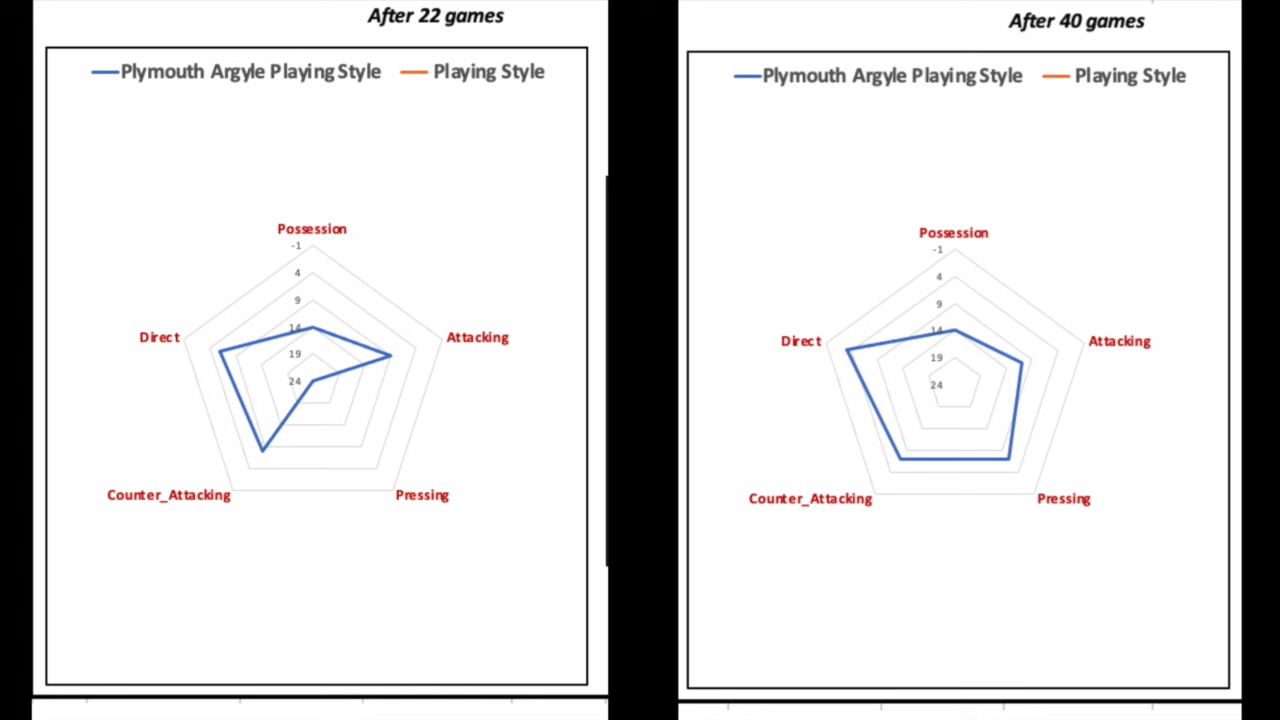 After 22 games
Plymouth Argyle Playing Style Playing Style
Possession
-1
4
9
14
19
24
Direct
Attacking
Counter_Attacking
Pressing
After 40 games
Plymouth Argyle Playing Style Playing Style
Possession
-1
4
9
14
19
24
Direct
Attacking
Counter_Attacking
Pressing